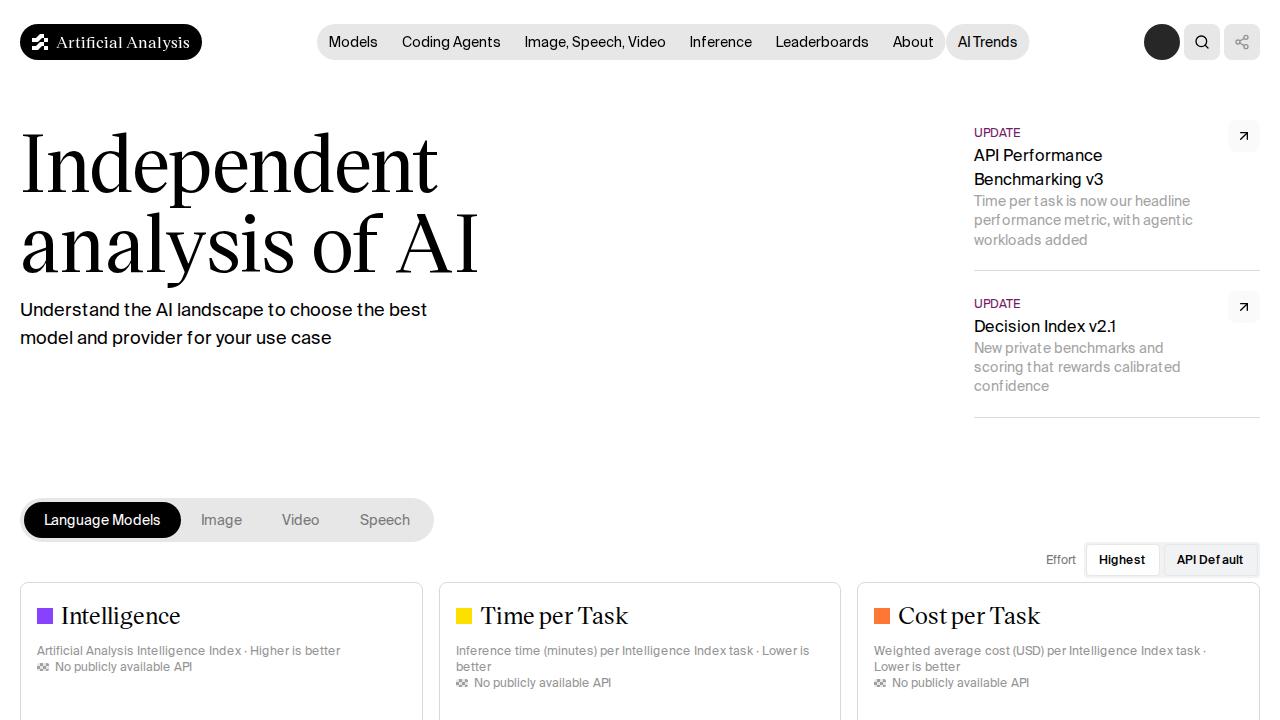 Artificial Analysis
Models
Coding Agents
Image, Speech, Video
Inference
Leaderboards
About
AI Trends
Independent
analysis of AI
Understand the AI landscape to choose the best
model and provider for your use case
UPDATE
API Performance
Benchmarking v3
Time per task is now our headline
performance metric, with agentic
workloads added
UPDATE
Decision Index v2.1
New private benchmarks and
scoring that rewards calibrated
confidence
Language Models
Image
Video
Speech
Effort
Highest
API Default
Intelligence
Artificial Analysis Intelligence Index · Higher is better
No publicly available API
Time per Task
Inference time (minutes) per Intelligence Index task · Lower is
better
No publicly available API
Cost per Task
Weighted average cost (USD) per Intelligence Index task ·
Lower is better
No publicly available API